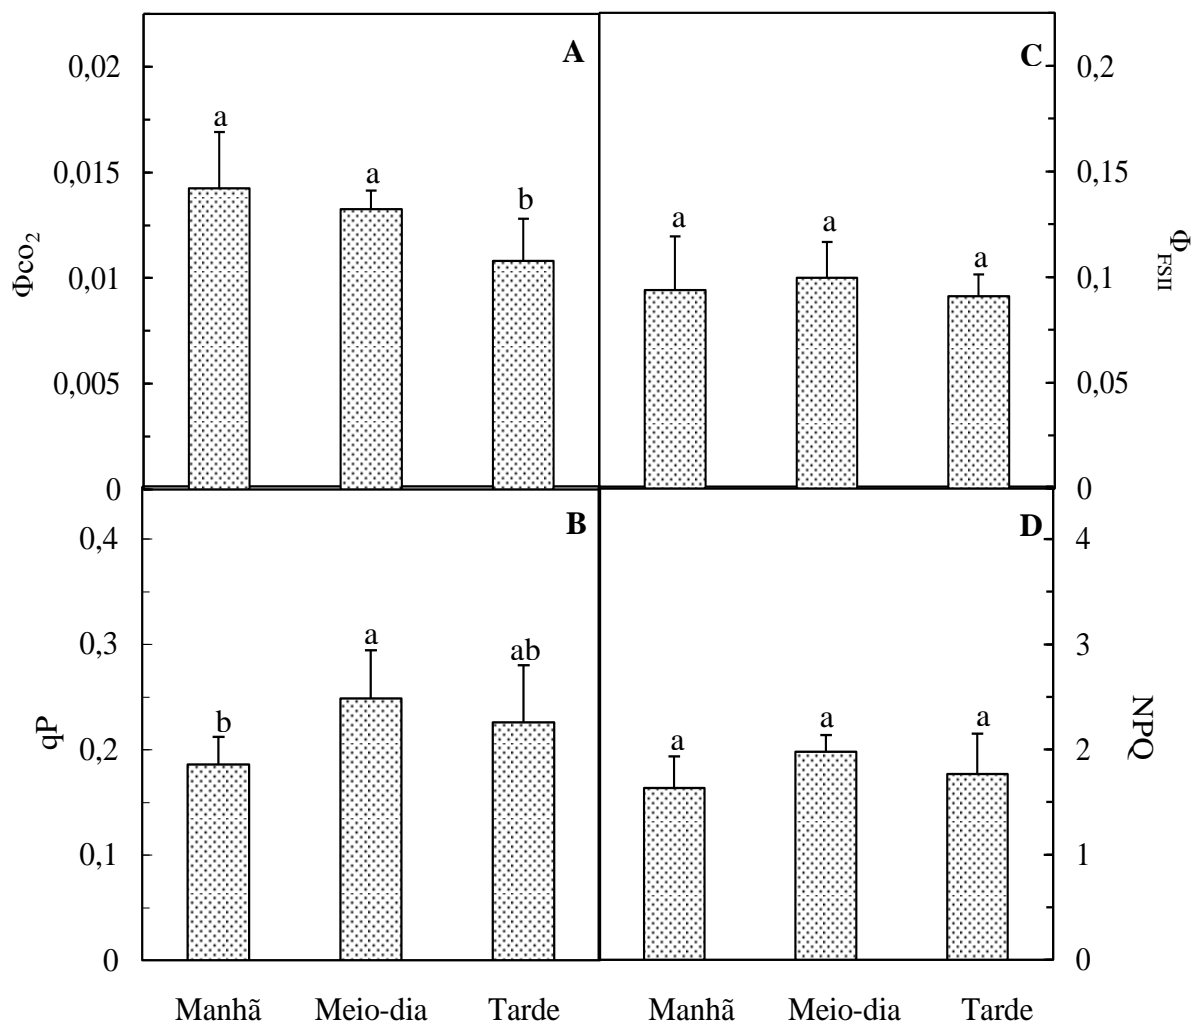 A
0,02
0,015
0,01
0,005
0
Φco₂
a
a
b
C
0,2
0,15
0,1
0,05
0
Φ_FSII
a
a
a
B
0,4
0,3
0,2
0,1
0
qP
b
a
ab
D
4
3
2
1
0
NPQ
a
a
a
Manhã Meio-dia Tarde
Manhã Meio-dia Tarde